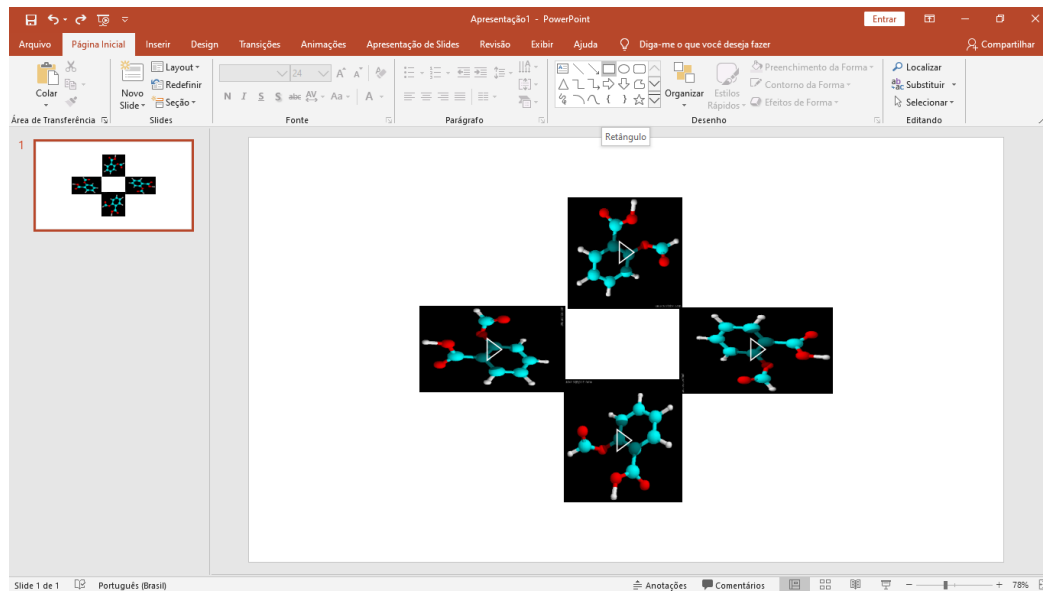 Apresentação1 - PowerPoint
Entrar
Arquivo Página Inicial Inserir Design Transições Animações Apresentação de Slides Revisão Exibir Ajuda Diga-me o que você deseja fazer Compartilhar
Colar
Novo Slide
Layout
Redefinir
Seção
24
N I S S abc AV Aa A
Organizar
Estilos Rápidos
Preenchimento da Forma
Contorno da Forma
Efeitos de Forma
Localizar
Substituir
Selecionar
Área de Transferência Slides Fonte Parágrafo Desenho Editando
Retângulo
1
Slide 1 de 1 Português (Brasil) Anotações Comentários 78%